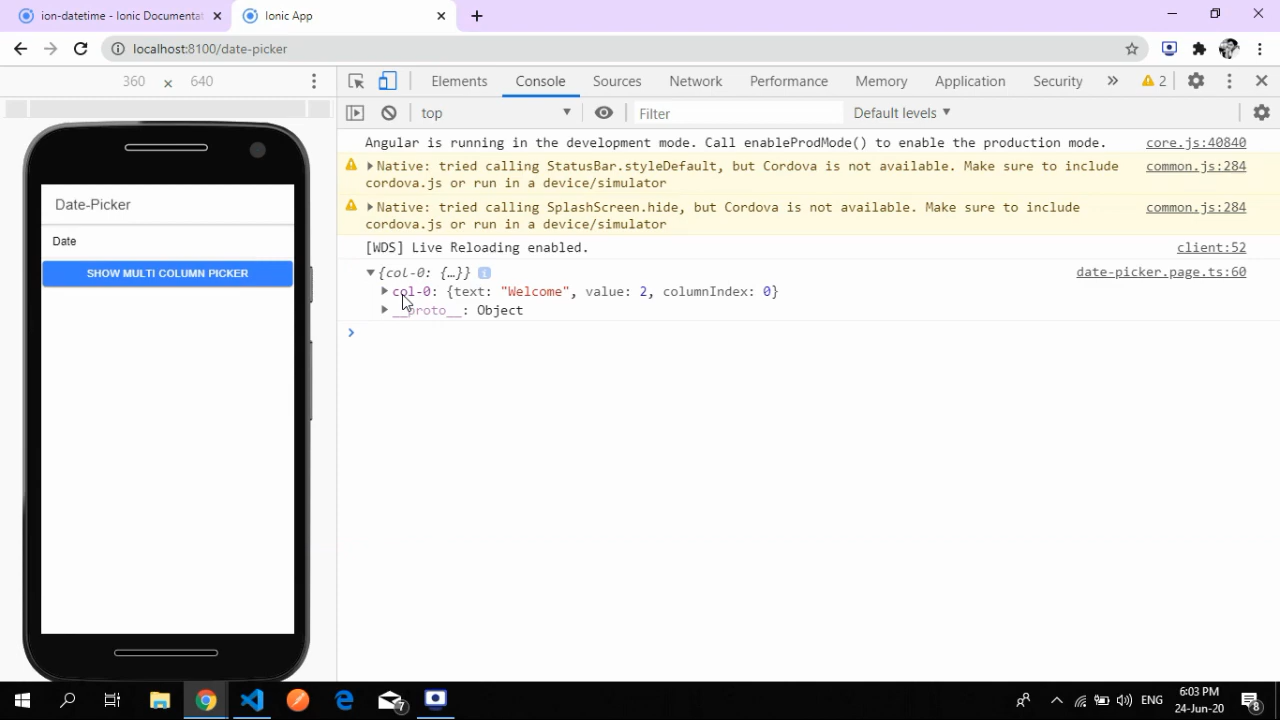 ion-datetime - Ionic Documentat
Ionic App
localhost:8100/date-picker
360 × 640
Elements Console Sources Network Performance Memory Application Security » 2
top Filter Default levels
Angular is running in the development mode. Call enableProdMode() to enable the production mode. core.js:40840
Native: tried calling StatusBar.styleDefault, but Cordova is not available. Make sure to include common.js:284
cordova.js or run in a device/simulator
Native: tried calling SplashScreen.hide, but Cordova is not available. Make sure to include common.js:284
cordova.js or run in a device/simulator
[WDS] Live Reloading enabled. client:52
{col-0: {…}} i date-picker.page.ts:60
col-0: {text: "Welcome", value: 2, columnIndex: 0}
__proto__: Object
Date-Picker
Date
SHOW MULTI COLUMN PICKER
7
ENG
6:03 PM
24-Jun-20
8